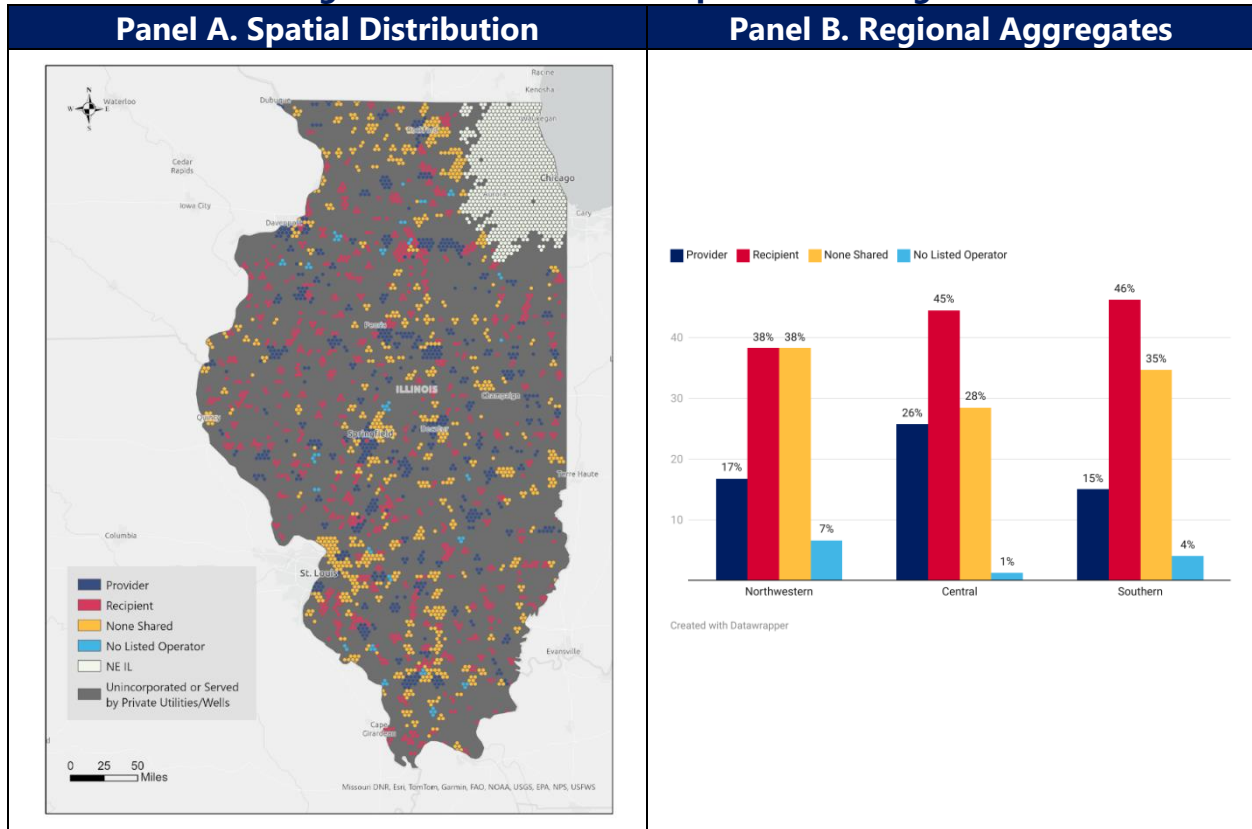 Panel A. Spatial Distribution
Panel B. Regional Aggregates
Racine
Kenosha
N
W E
S
Waterloo
Dubuque
Waukegan
Rockford
Cedar
Rapids
Chicago
Aurora
Iowa City
Gary
Davenport
Peoria
ILLINOIS
Champaign
Quincy
Springfield
Decatur
Terre Haute
Columbia
St. Louis
Evansville
Cape
Girardeau
Provider
Recipient
None Shared
No Listed Operator
NE IL
Unincorporated or Served
by Private Utilities/Wells
0 25 50
Miles
Missouri DNR, Esri, TomTom, Garmin, FAO, NOAA, USGS, EPA, NPS, USFWS
Provider Recipient None Shared No Listed Operator
40
30
20
10
17% 38% 38% 7%
26% 45% 28% 1%
15% 46% 35% 4%
Northwestern Central Southern
Created with Datawrapper